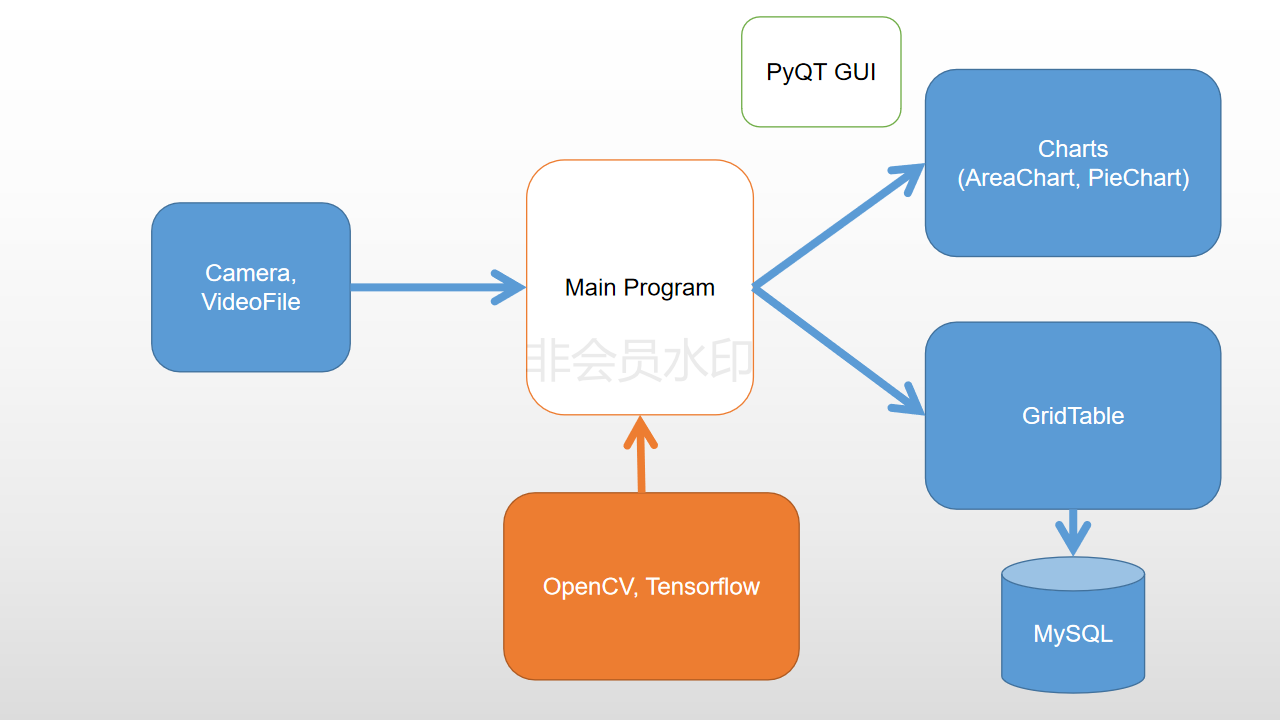 PyQT GUI
Charts
(AreaChart, PieChart)
Camera,
VideoFile
Main Program
非会员水印
GridTable
OpenCV, Tensorflow
MySQL